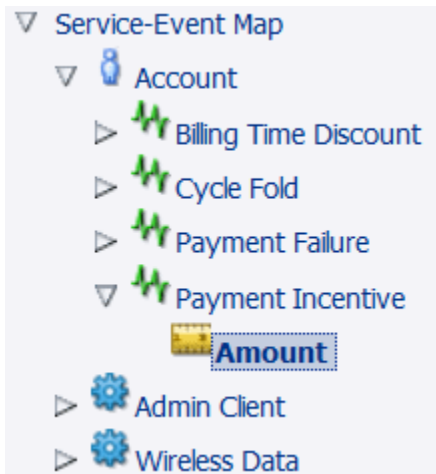 Service-Event Map
Account
Billing Time Discount
Cycle Fold
Payment Failure
Payment Incentive
Amount
Admin Client
Wireless Data